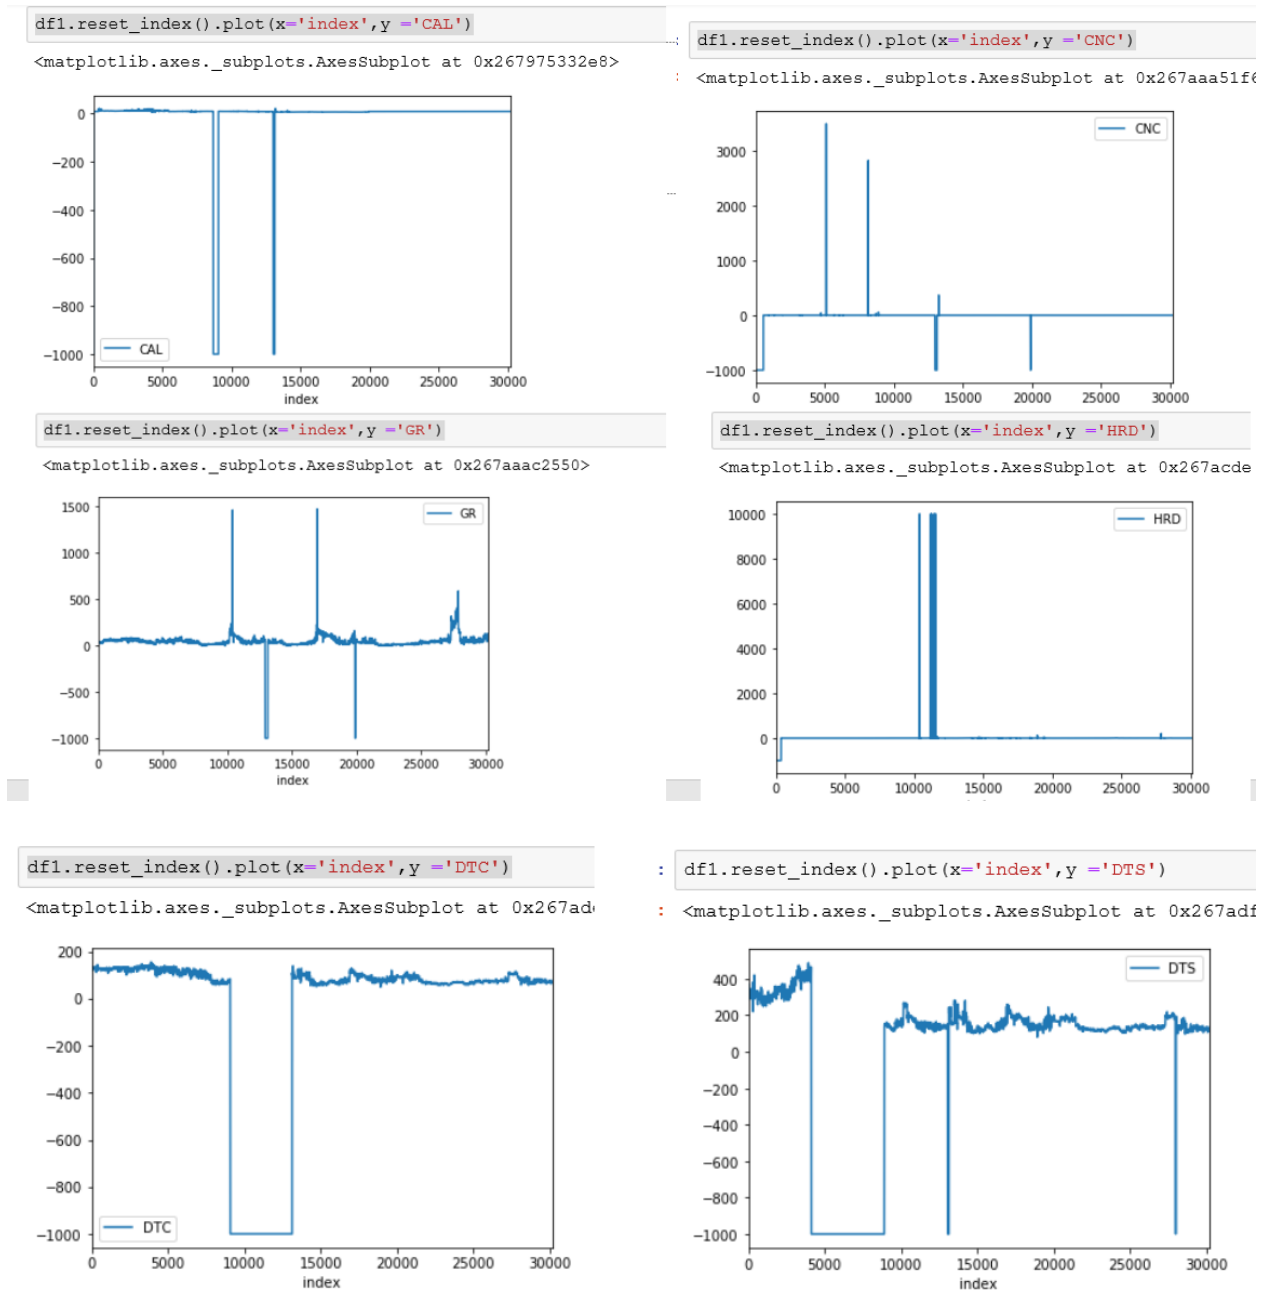 df1.reset_index().plot(x='index',y ='CAL')
<matplotlib.axes._subplots.AxesSubplot at 0x267975332e8>
0
−200
−400
−600
−800
−1000
CAL
0 5000 10000 15000 20000 25000 30000
index
df1.reset_index().plot(x='index',y ='CNC')
<matplotlib.axes._subplots.AxesSubplot at 0x267aaa51f6
CNC
3000
2000
1000
0
−1000
0 5000 10000 15000 20000 25000 30000
df1.reset_index().plot(x='index',y ='GR')
<matplotlib.axes._subplots.AxesSubplot at 0x267aaac2550>
1500
GR
1000
500
0
−500
−1000
0 5000 10000 15000 20000 25000 30000
index
df1.reset_index().plot(x='index',y ='HRD')
<matplotlib.axes._subplots.AxesSubplot at 0x267acde
10000
HRD
8000
6000
4000
2000
0
0 5000 10000 15000 20000 25000 30000
df1.reset_index().plot(x='index',y ='DTC')
<matplotlib.axes._subplots.AxesSubplot at 0x267ad
200
0
−200
−400
−600
−800
−1000
DTC
0 5000 10000 15000 20000 25000 30000
index
: df1.reset_index().plot(x='index',y ='DTS')
: <matplotlib.axes._subplots.AxesSubplot at 0x267adf
DTS
400
200
0
−200
−400
−600
−800
−1000
0 5000 10000 15000 20000 25000 30000
index